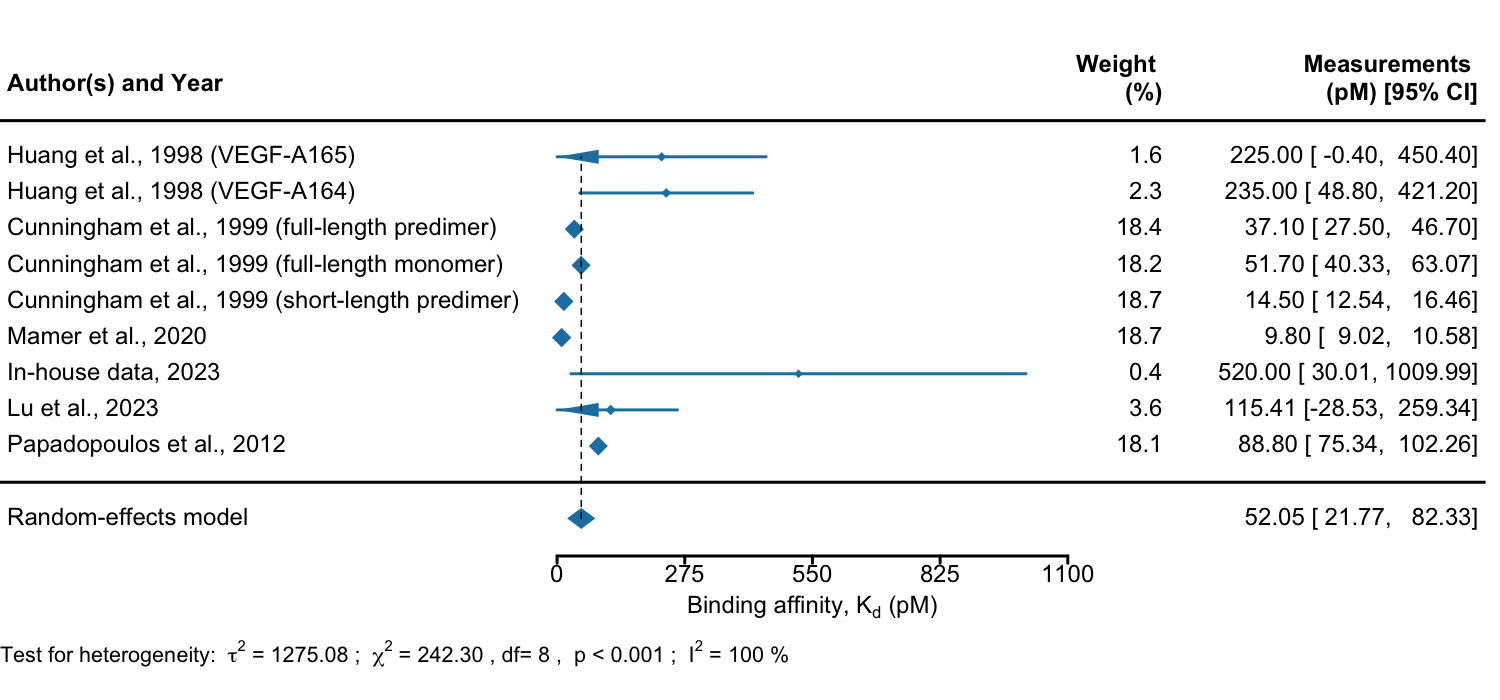 Author(s) and Year Weight (%) Measurements (pM) [95% CI]
Huang et al., 1998 (VEGF-A165) 1.6 225.00 [ -0.40, 450.40]
Huang et al., 1998 (VEGF-A164) 2.3 235.00 [ 48.80, 421.20]
Cunningham et al., 1999 (full-length predimer) 18.4 37.10 [ 27.50, 46.70]
Cunningham et al., 1999 (full-length monomer) 18.2 51.70 [ 40.33, 63.07]
Cunningham et al., 1999 (short-length predimer) 18.7 14.50 [ 12.54, 16.46]
Mamer et al., 2020 18.7 9.80 [ 9.02, 10.58]
In-house data, 2023 0.4 520.00 [ 30.01, 1009.99]
Lu et al., 2023 3.6 115.41 [-28.53, 259.34]
Papadopoulos et al., 2012 18.1 88.80 [ 75.34, 102.26]
Random-effects model 52.05 [ 21.77, 82.33]
0 275 550 825 1100
Binding affinity, Kd (pM)
Test for heterogeneity: τ² = 1275.08 ; χ² = 242.30 , df= 8 , p < 0.001 ; I² = 100 %